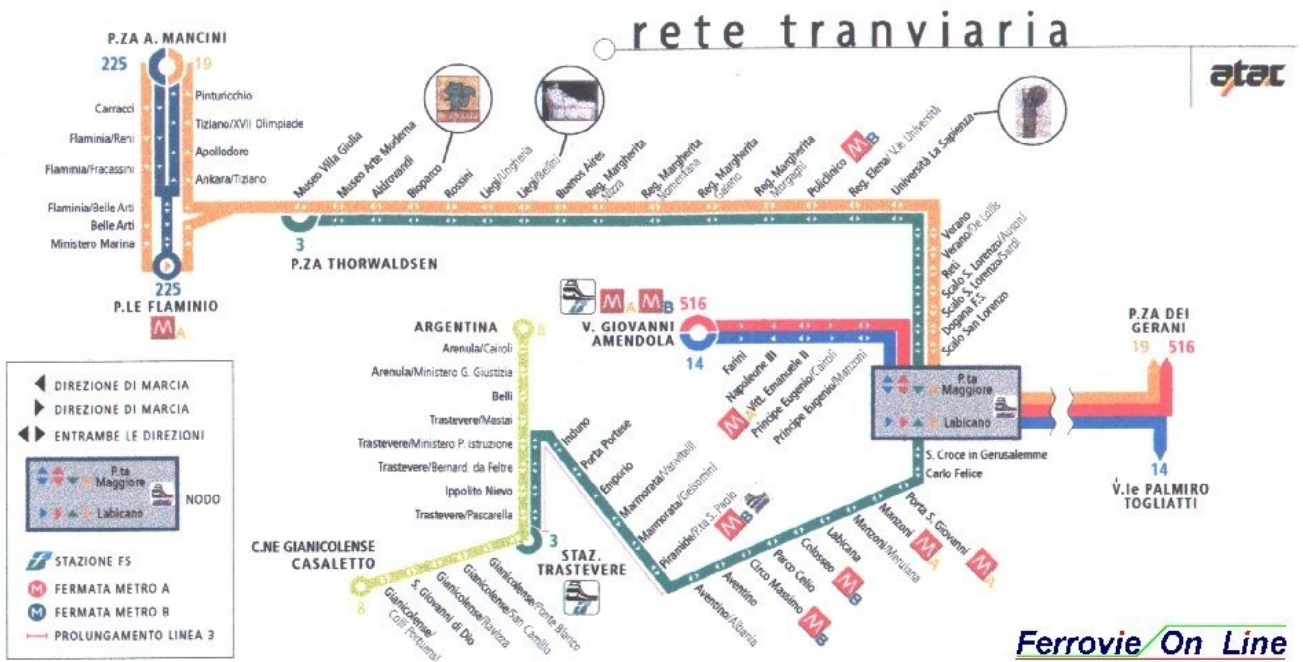 rete tranviaria
atac
P.ZA A. MANCINI
225
19
Carracci
Flaminia/Reni
Flaminia/Fracassini
Flaminia/Belle Arti
Belle Arti
Ministero Marina
Pinturicchio
Tiziano/XVII Olimpiade
Apollodoro
Ankara/Tiziano
225
P.LE FLAMINIO
M A
Museo Villa Giulia
Museo Arte Moderna
Aldrovandi
Bioparco
Rossini
Liegi/Ungheria
Liegi/Bellini
Buenos Aires
Reg. Margherita
Nizza
Reg. Margherita
Nomentana
Reg. Margherita
Galeno
Reg. Margherita
Morgagni
Policlinico
M B
Reg. Elena/V.le Università
Università La Sapienza
3
P.ZA THORWALDSEN
Verano
Verano/De Lollis
Reti
Scalo S. Lorenzo/Ausoni
Scalo S. Lorenzo/Sardi
Dogana F.S.
Scalo San Lorenzo
M A M B
516
V. GIOVANNI
AMENDOLA
14
Farini
Napoleone III
Vitt. Emanuele II
M A
Principe Eugenio/Cairoli
Principe Eugenio/Manzoni
P.ta
Maggiore
Labicano
P.ZA DEI
GERANI
19
516
14
V.le PALMIRO
TOGLIATTI
ARGENTINA
8
Arenula/Cairoli
Arenula/Ministero G. Giustizia
Belli
Trastevere/Mastai
Trastevere/Ministero P. Istruzione
Trastevere/Bernard. da Feltre
Ippolito Nievo
Trastevere/Pascarella
C.NE GIANICOLENSE
CASALETTO
8
Gianicolense/
Coll. Portuensi
S. Giovanni di Dio
Gianicolense/Ravizza
Gianicolense/San Camillo
Gianicolense/Ponte Bianco
3
STAZ.
TRASTEVERE
Induno
Porta Portese
Emporio
Marmorata/Vanvitelli
Marmorata/Gelsomini
Piramide/P.ta S. Paolo
M B
Aventino/Albania
Aventino
Circo Massimo
M B
Parco Celio
Colosseo
M B
Labicana
Manzoni/Merulana
Manzoni
M A
Porta S. Giovanni
M A
Carlo Felice
S. Croce in Gerusalemme
DIREZIONE DI MARCIA
DIREZIONE DI MARCIA
ENTRAMBE LE DIREZIONI
P.ta
Maggiore
Labicano
NODO
STAZIONE FS
M FERMATA METRO A
M FERMATA METRO B
PROLUNGAMENTO LINEA 3
Ferrovie On Line